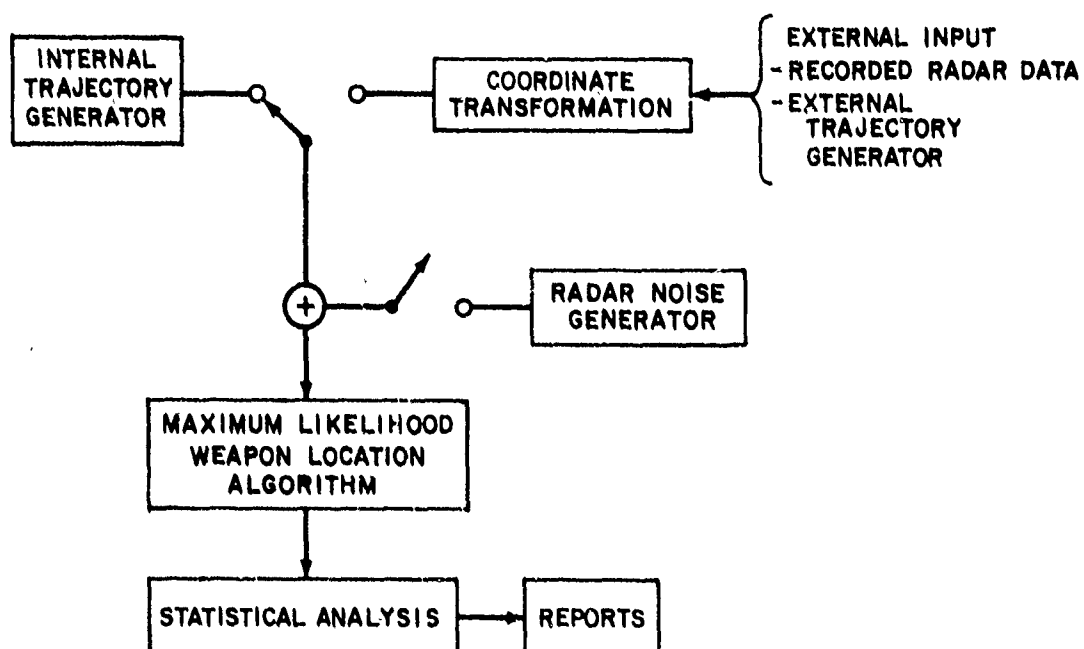 INTERNAL
TRAJECTORY
GENERATOR
COORDINATE
TRANSFORMATION
EXTERNAL INPUT
-RECORDED RADAR DATA
-EXTERNAL
TRAJECTORY
GENERATOR
+
RADAR NOISE
GENERATOR
MAXIMUM LIKELIHOOD
WEAPON LOCATION
ALGORITHM
STATISTICAL ANALYSIS
REPORTS